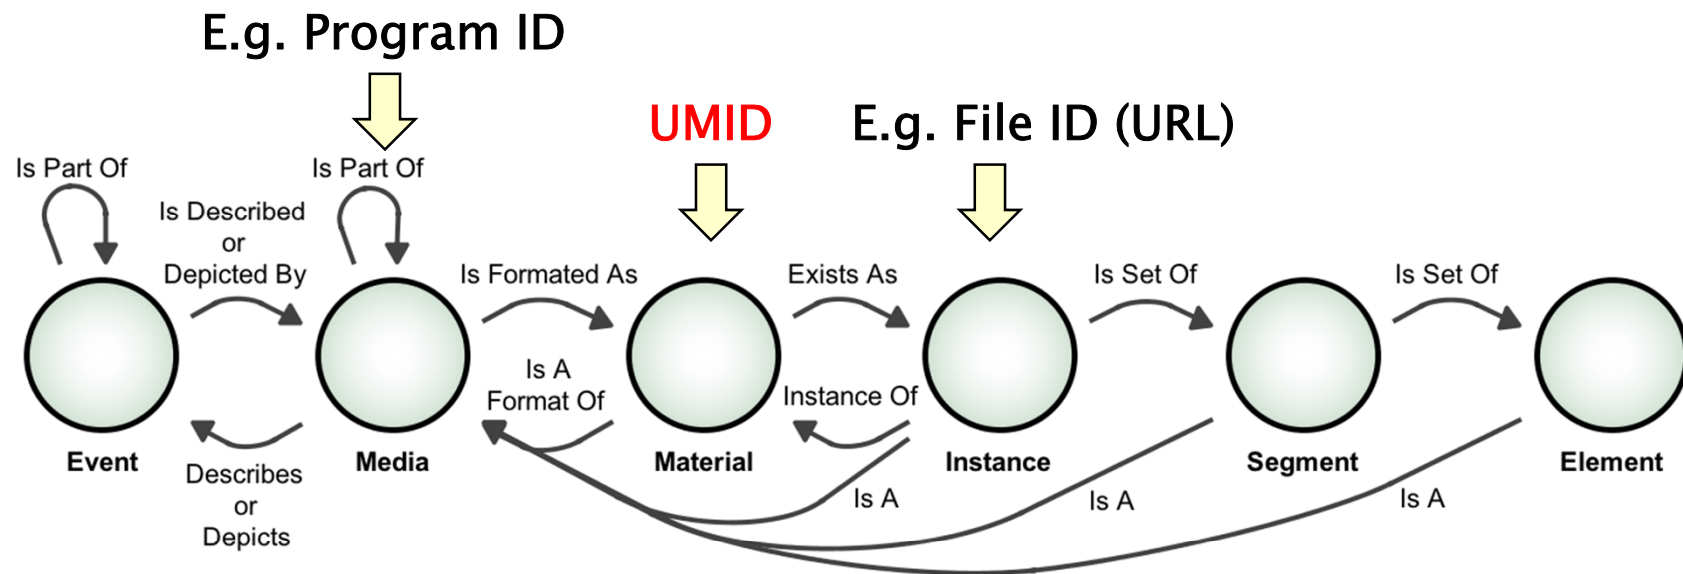 E.g. Program ID
UMID
E.g. File ID (URL)
Is Part Of
Is Part Of
Is Described
or
Depicted By
Is Formated As
Exists As
Is Set Of
Is Set Of
Is A
Format Of
Instance Of
Event
Media
Material
Instance
Segment
Element
Describes
or
Depicts
Is A
Is A
Is A